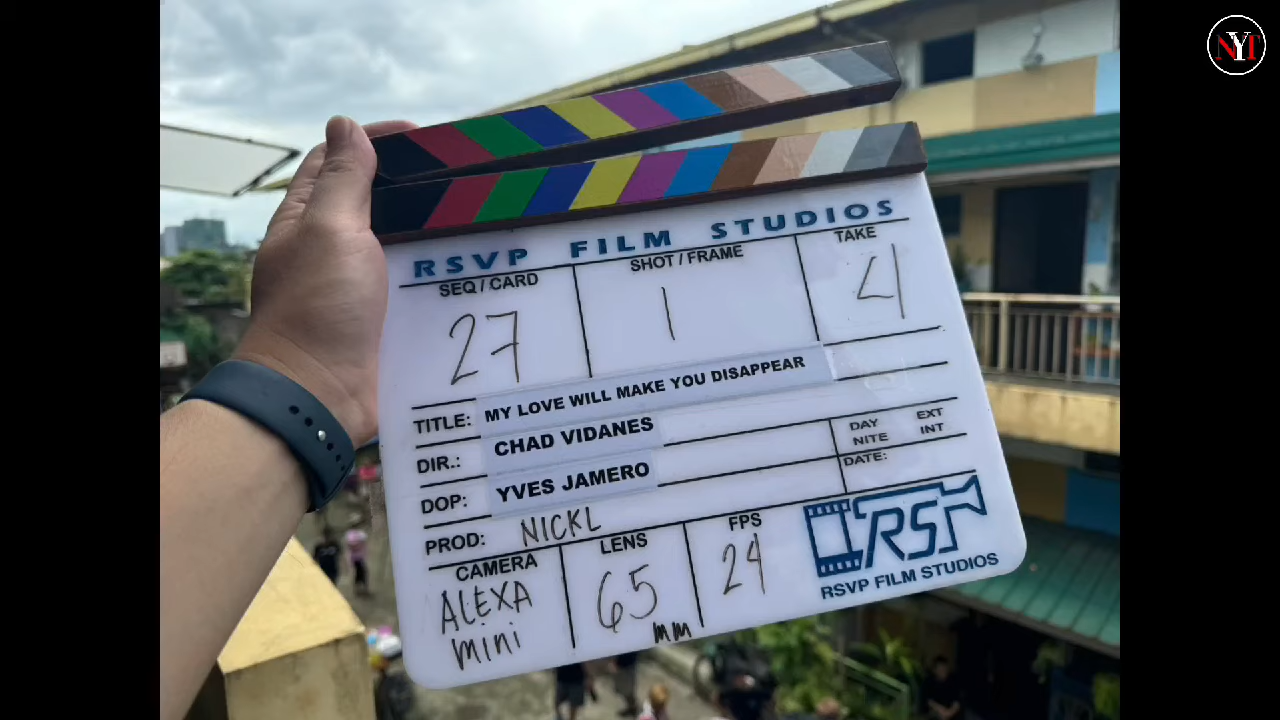 NYT
RSVP FILM STUDIOS
SEQ / CARD SHOT / FRAME TAKE
27 1 4
TITLE: MY LOVE WILL MAKE YOU DISAPPEAR
DIR.: CHAD VIDANES
DAY EXT
NITE INT
DOP: YVES JAMERO
DATE:
PROD: NICKL
CAMERA LENS FPS
ALEXA mini 65 mm 24
RS
RSVP FILM STUDIOS